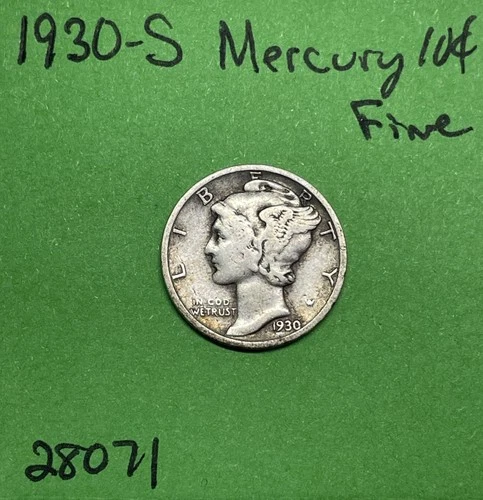 1930-S Mercury 10¢
Fine
LIBERTY
IN GOD
WE TRUST
1930
28071